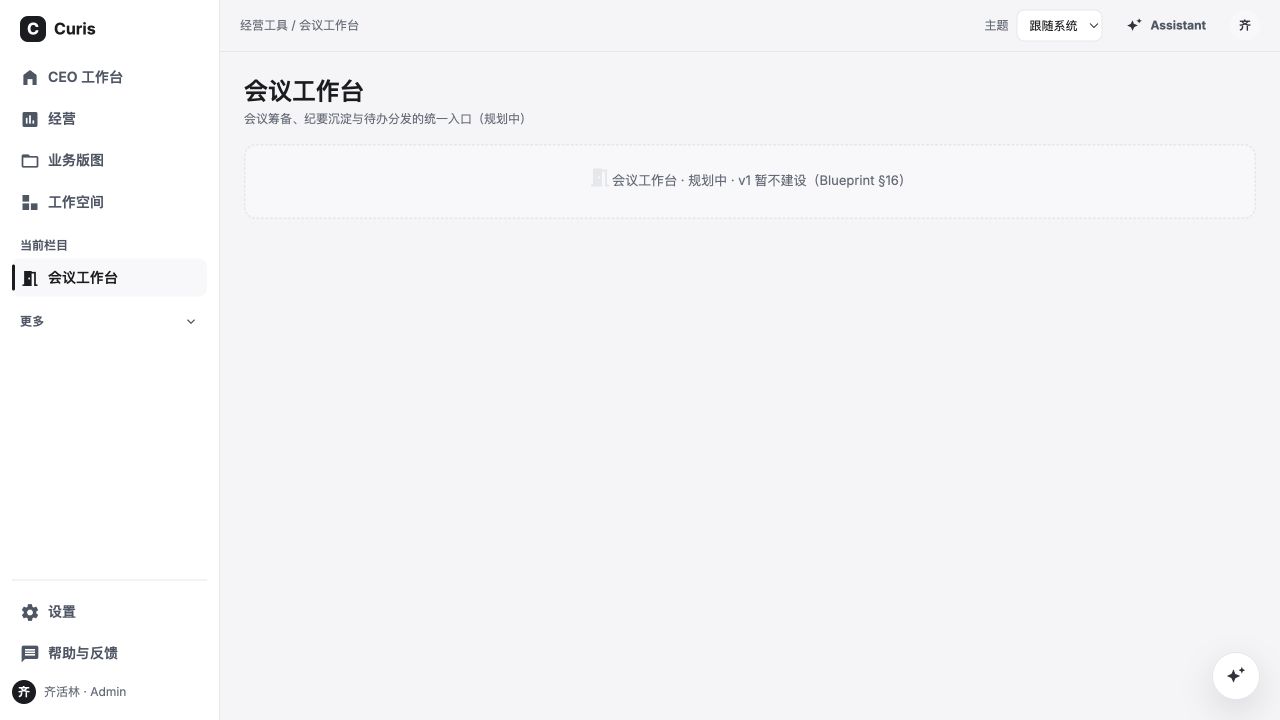 C Curis
CEO 工作台
经营
业务版图
工作空间
当前栏目
会议工作台
更多
设置
帮助与反馈
齐 齐活林 · Admin
经营工具 / 会议工作台
主题 跟随系统 Assistant 齐
会议工作台
会议筹备、纪要沉淀与待办分发的统一入口（规划中）
会议工作台 · 规划中 · v1 暂不建设（Blueprint §16）